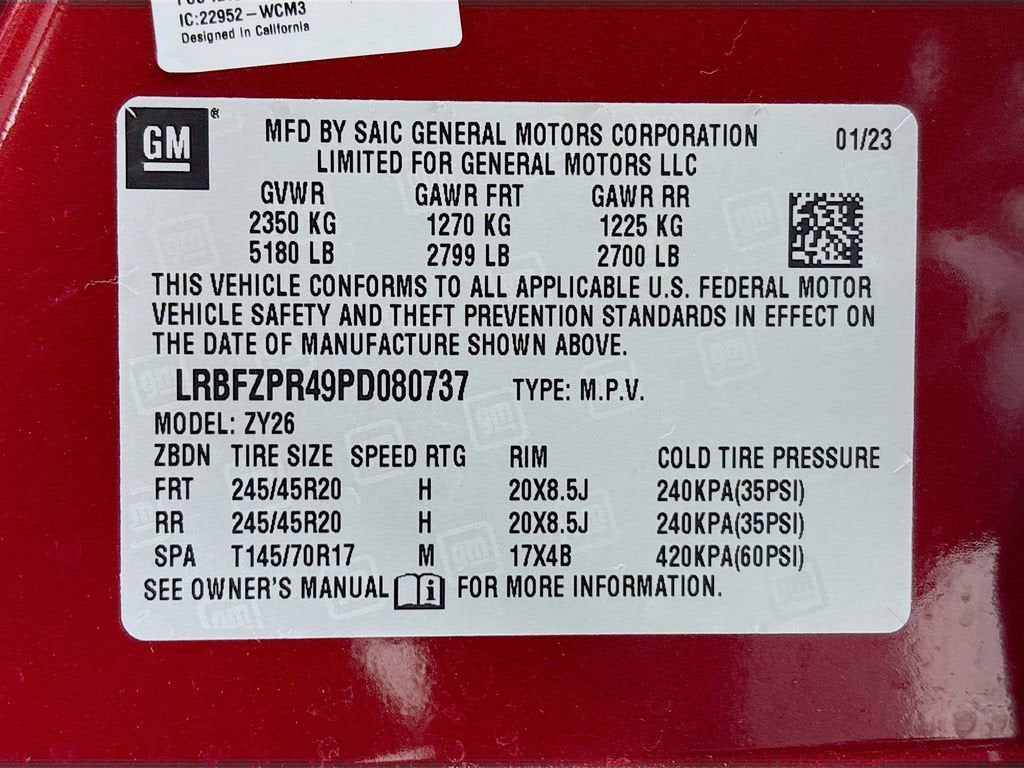 IC:22952-WCM3
Designed in California
GM ®
MFD BY SAIC GENERAL MOTORS CORPORATION 01/23
LIMITED FOR GENERAL MOTORS LLC
GVWR GAWR FRT GAWR RR
2350 KG 1270 KG 1225 KG
5180 LB 2799 LB 2700 LB
THIS VEHICLE CONFORMS TO ALL APPLICABLE U.S. FEDERAL MOTOR
VEHICLE SAFETY AND THEFT PREVENTION STANDARDS IN EFFECT ON
THE DATE OF MANUFACTURE SHOWN ABOVE.
LRBFZPR49PD080737 TYPE: M.P.V.
MODEL: ZY26
ZBDN TIRE SIZE SPEED RTG RIM COLD TIRE PRESSURE
FRT 245/45R20 H 20X8.5J 240KPA(35PSI)
RR 245/45R20 H 20X8.5J 240KPA(35PSI)
SPA T145/70R17 M 17X4B 420KPA(60PSI)
SEE OWNER'S MANUAL i FOR MORE INFORMATION.